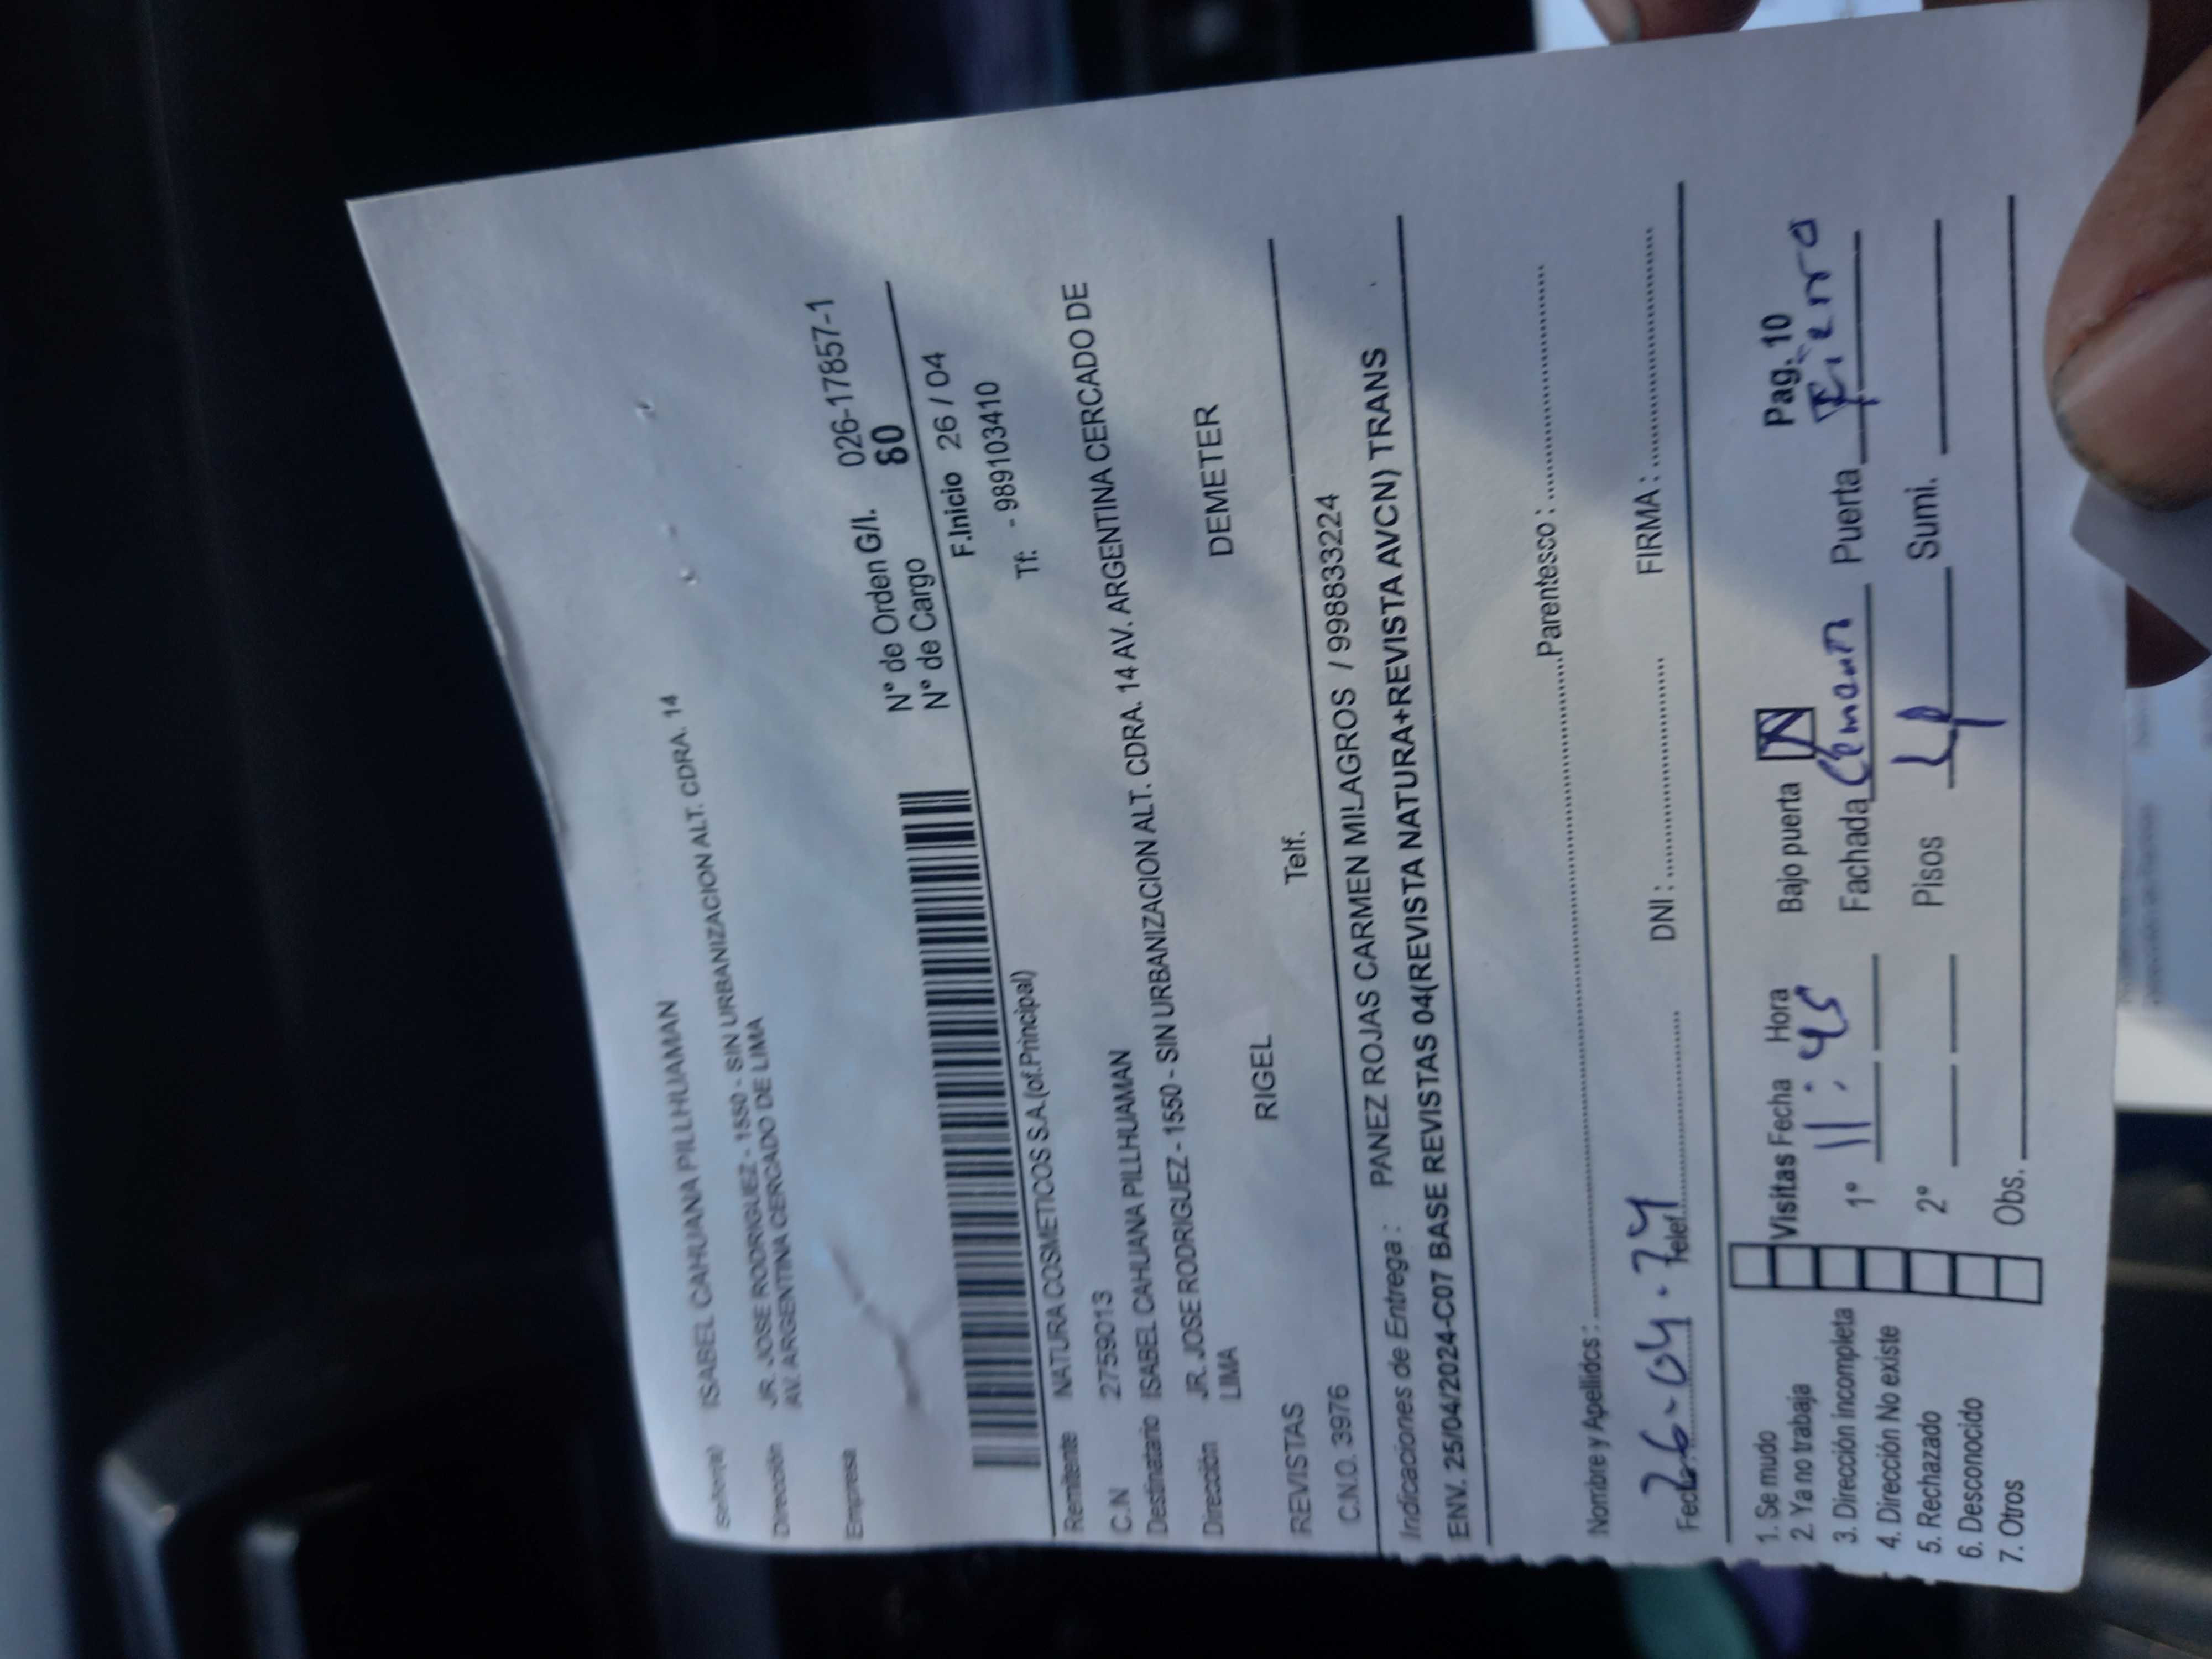 Señor(a) ISABEL CAHUANA PILLHUAMAN
Dirección JR. JOSE RODRIGUEZ - 1550 - SIN URBANIZACION ALT. CDRA. 14
AV. ARGENTINA CERCADO DE LIMA
Empresa
N° de Orden G/I. 026-17857-1
N° de Cargo 60
F.Inicio 26 / 04
Remitente NATURA COSMETICOS S.A.(of.Principal) Tf: - 989103410
C.N 2759013
Destinatario ISABEL CAHUANA PILLHUAMAN
Dirección JR. JOSE RODRIGUEZ - 1550 - SIN URBANIZACION ALT. CDRA. 14 AV. ARGENTINA CERCADO DE
LIMA
RIGEL DEMETER
REVISTAS Telf.
C.N.O. 3976
Indicaciones de Entrega : PANEZ ROJAS CARMEN MILAGROS / 998833224
ENV. 25/04/2024-C07 BASE REVISTAS 04(REVISTA NATURA+REVISTA AVCN) TRANS
Nombre y Apellidos : Parentesco :
Fecha 26-04-24 Telef. DNI : FIRMA :
1. Se mudo Visitas Fecha Hora Bajo puerta Pag. 10
2. Ya no trabaja
3. Dirección incompleta 1° 11:45 Fachada Puerta Fierro
4. Dirección No existe
5. Rechazado 2° Pisos Sumi.
6. Desconocido
7. Otros Obs.